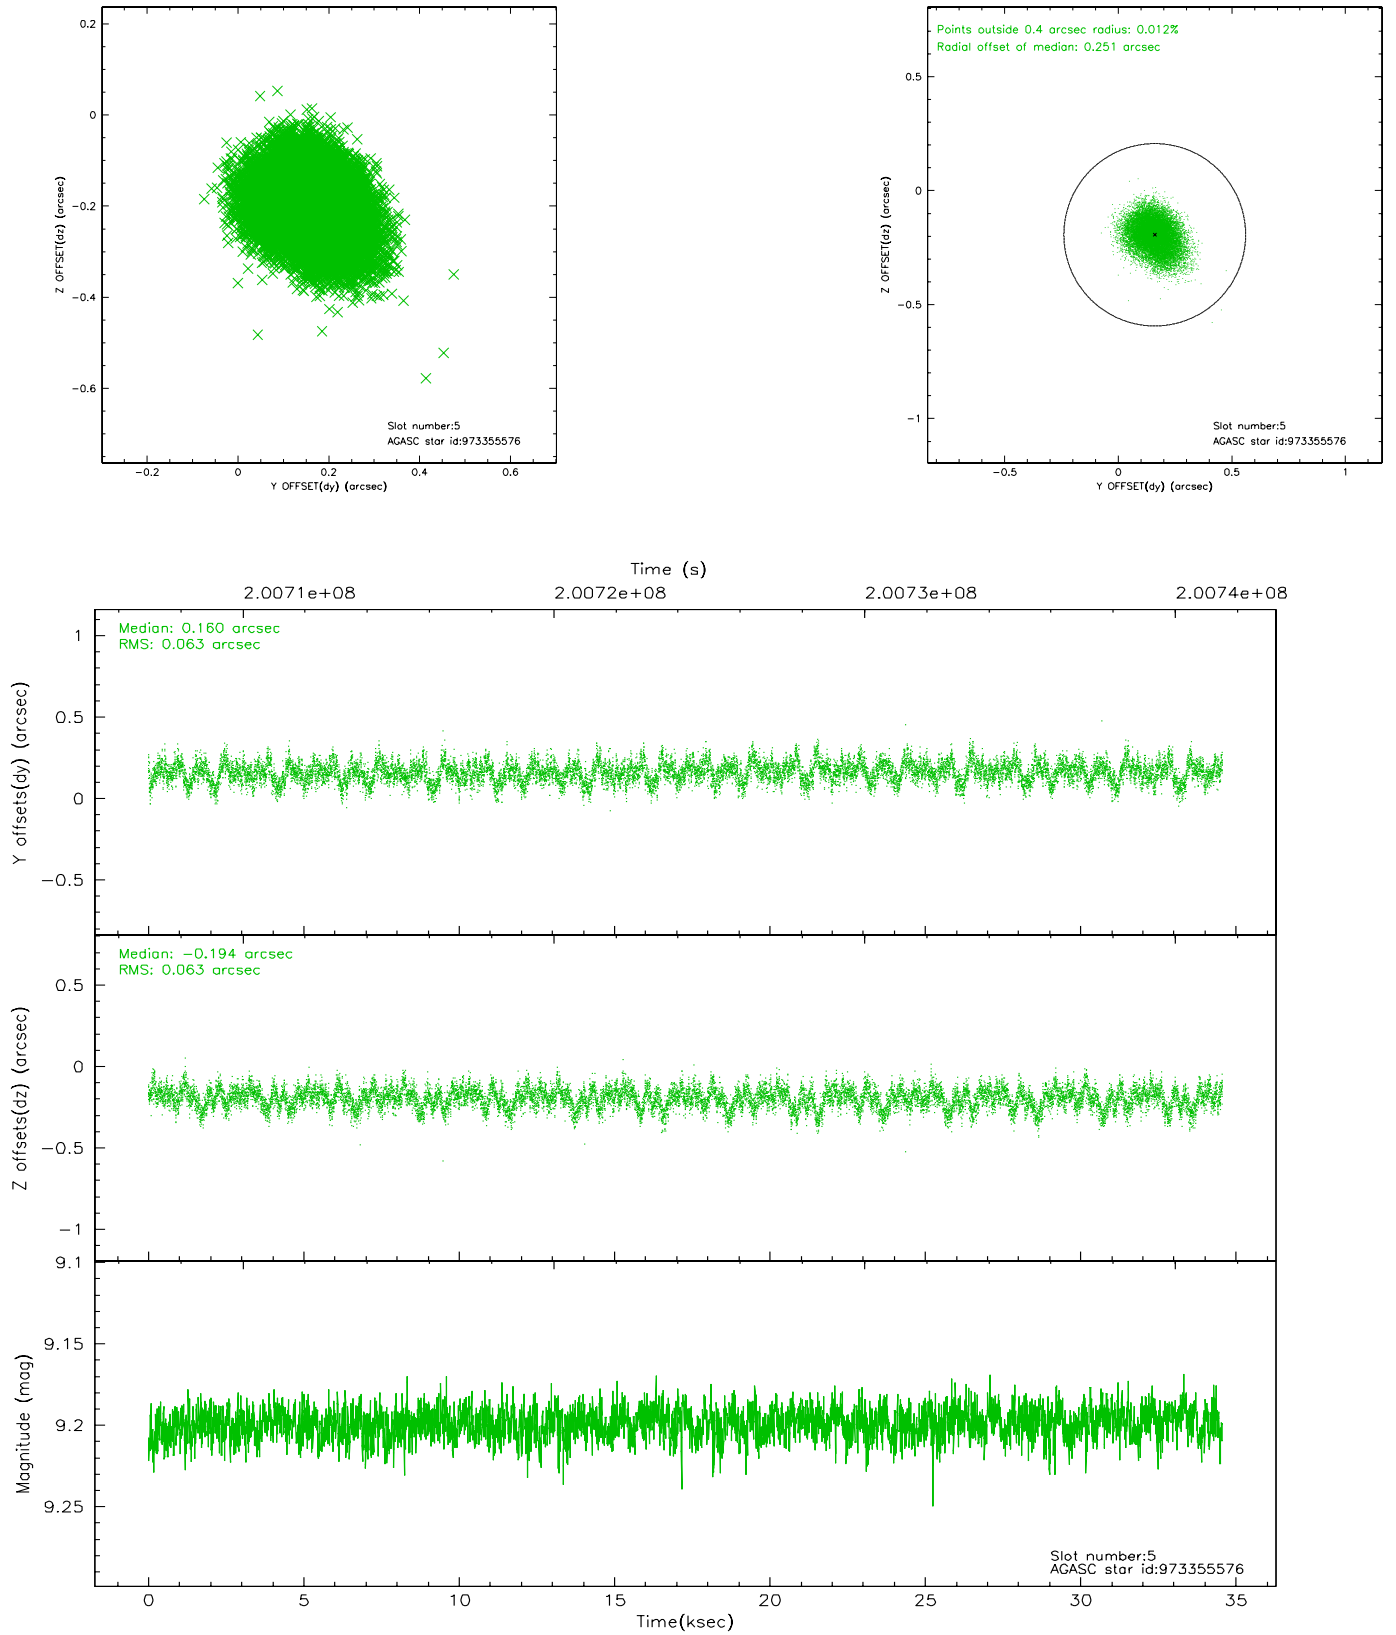 0.2
0
−0.2
−0.4
−0.6
Z OFFSET(dz) (arcsec)
Slot number:5
AGASC star id:973355576
−0.2
0
0.2
0.4
0.6
Y OFFSET(dy) (arcsec)
Points outside 0.4 arcsec radius: 0.012%
Radial offset of median: 0.251 arcsec
0.5
0
−0.5
−1
Z OFFSET(dz) (arcsec)
Slot number:5
AGASC star id:973355576
−0.5
0
0.5
1
Y OFFSET(dy) (arcsec)
Time (s)
2.0071e+08
2.0072e+08
2.0073e+08
2.0074e+08
Median: 0.160 arcsec
RMS: 0.063 arcsec
1
0.5
0
−0.5
Y offsets(dy) (arcsec)
Median: −0.194 arcsec
RMS: 0.063 arcsec
0.5
0
−0.5
−1
Z offsets(dz) (arcsec)
9.1
9.15
9.2
9.25
Magnitude (mag)
Slot number:5
AGASC star id:973355576
0
5
10
15
20
25
30
35
Time(ksec)